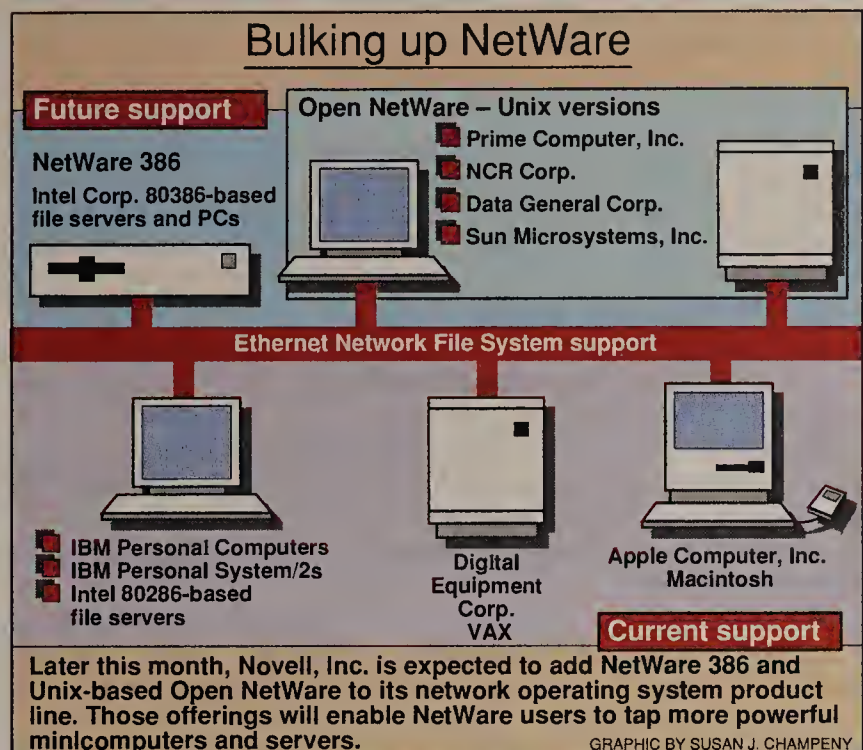 Bulking up NetWare
Future support
NetWare 386
Intel Corp. 80386-based
file servers and PCs
Open NetWare – Unix versions
Prime Computer, Inc.
NCR Corp.
Data General Corp.
Sun Microsystems, Inc.
Ethernet Network File System support
IBM Personal Computers
IBM Personal System/2s
Intel 80286-based
file servers
Digital
Equipment
Corp.
VAX
Apple Computer, Inc.
Macintosh
Current support
Later this month, Novell, Inc. is expected to add NetWare 386 and
Unix-based Open NetWare to its network operating system product
line. Those offerings will enable NetWare users to tap more powerful
minicomputers and servers.
GRAPHIC BY SUSAN J. CHAMPENY